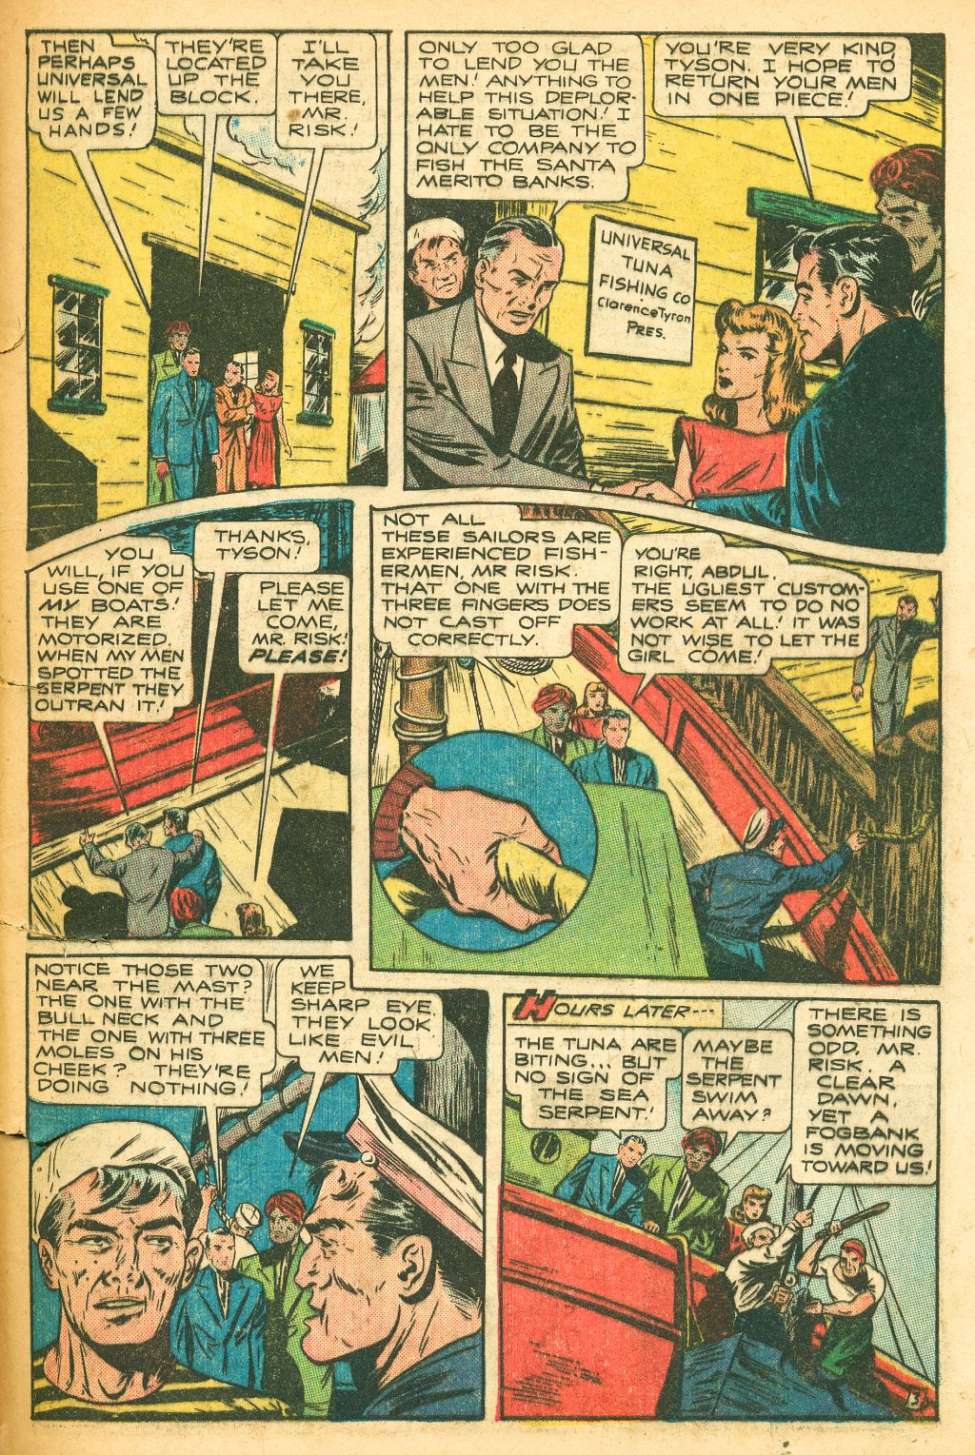 THEN
PERHAPS
UNIVERSAL
WILL LEND
US A FEW
HANDS!
THEY'RE
LOCATED
UP THE
BLOCK.
I'LL
TAKE
YOU
THERE,
MR.
RISK!
ONLY TOO GLAD
TO LEND YOU THE
MEN! ANYTHING TO
HELP THIS DEPLOR-
ABLE SITUATION! I
HATE TO BE THE
ONLY COMPANY TO
FISH THE SANTA
MERITO BANKS.
YOU'RE VERY KIND
TYSON. I HOPE TO
RETURN YOUR MEN
IN ONE PIECE!
UNIVERSAL
TUNA
FISHING CO
Clarence Tyron
PRES.
YOU
WILL, IF YOU
USE ONE OF
MY BOATS!
THEY ARE
MOTORIZED.
WHEN MY MEN
SPOTTED THE
SERPENT THEY
OUTRAN IT!
THANKS,
TYSON!
PLEASE
LET ME
COME,
MR. RISK!
PLEASE!
NOT ALL
THESE SAILORS ARE
EXPERIENCED FISH-
ERMEN, MR RISK.
THAT ONE WITH THE
THREE FINGERS DOES
NOT CAST OFF
CORRECTLY.
YOU'RE
RIGHT, ABDUL.
THE UGLIEST CUSTOM-
ERS SEEM TO DO NO
WORK AT ALL! IT WAS
NOT WISE TO LET THE
GIRL COME!
NOTICE THOSE TWO
NEAR THE MAST?
THE ONE WITH THE
BULL NECK AND
THE ONE WITH THREE
MOLES ON HIS
CHEEK? THEY'RE
DOING NOTHING!
WE
KEEP
SHARP EYE.
THEY LOOK
LIKE EVIL
MEN!
HOURS LATER---
THE TUNA ARE
BITING... BUT
NO SIGN OF
THE SEA
SERPENT!
MAYBE
THE
SERPENT
SWIM
AWAY?
THERE IS
SOMETHING
ODD, MR.
RISK. A
CLEAR
DAWN,
YET A
FOGBANK
IS MOVING
TOWARD US!
3